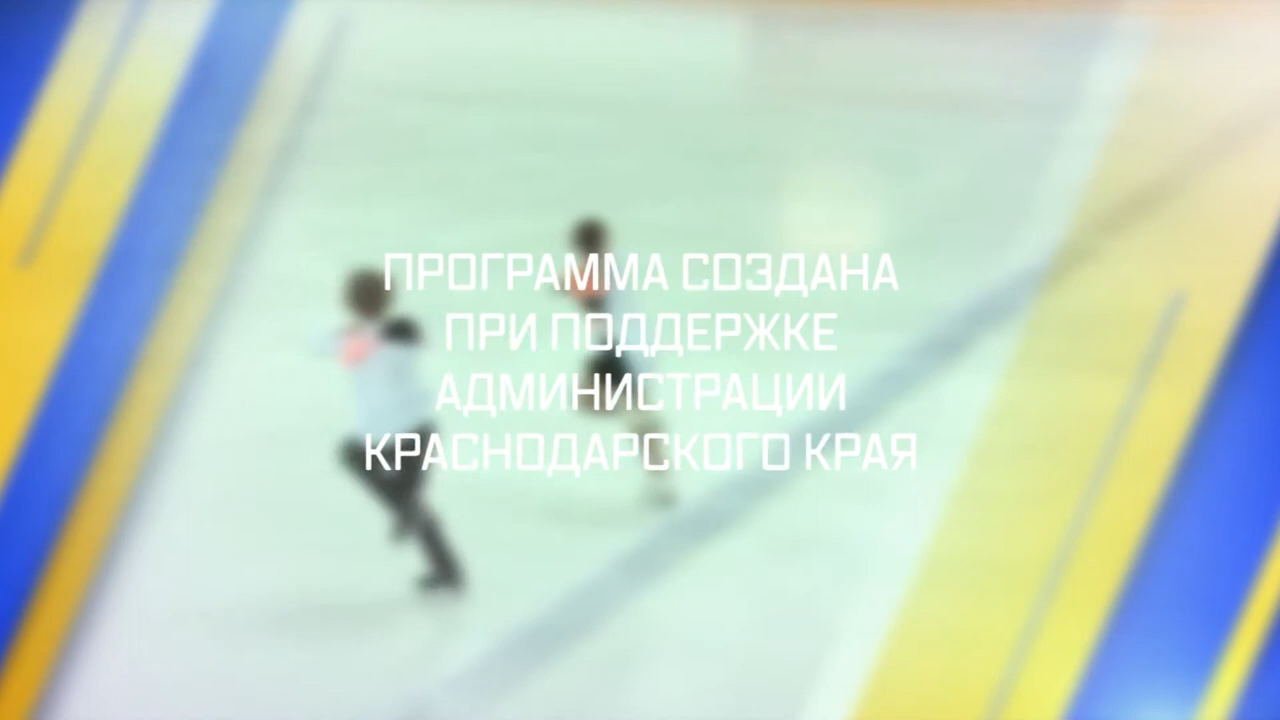 ПРОГРАММА СОЗДАНА
ПРИ ПОДДЕРЖКЕ
АДМИНИСТРАЦИИ
КРАСНОДАРСКОГО КРАЯ